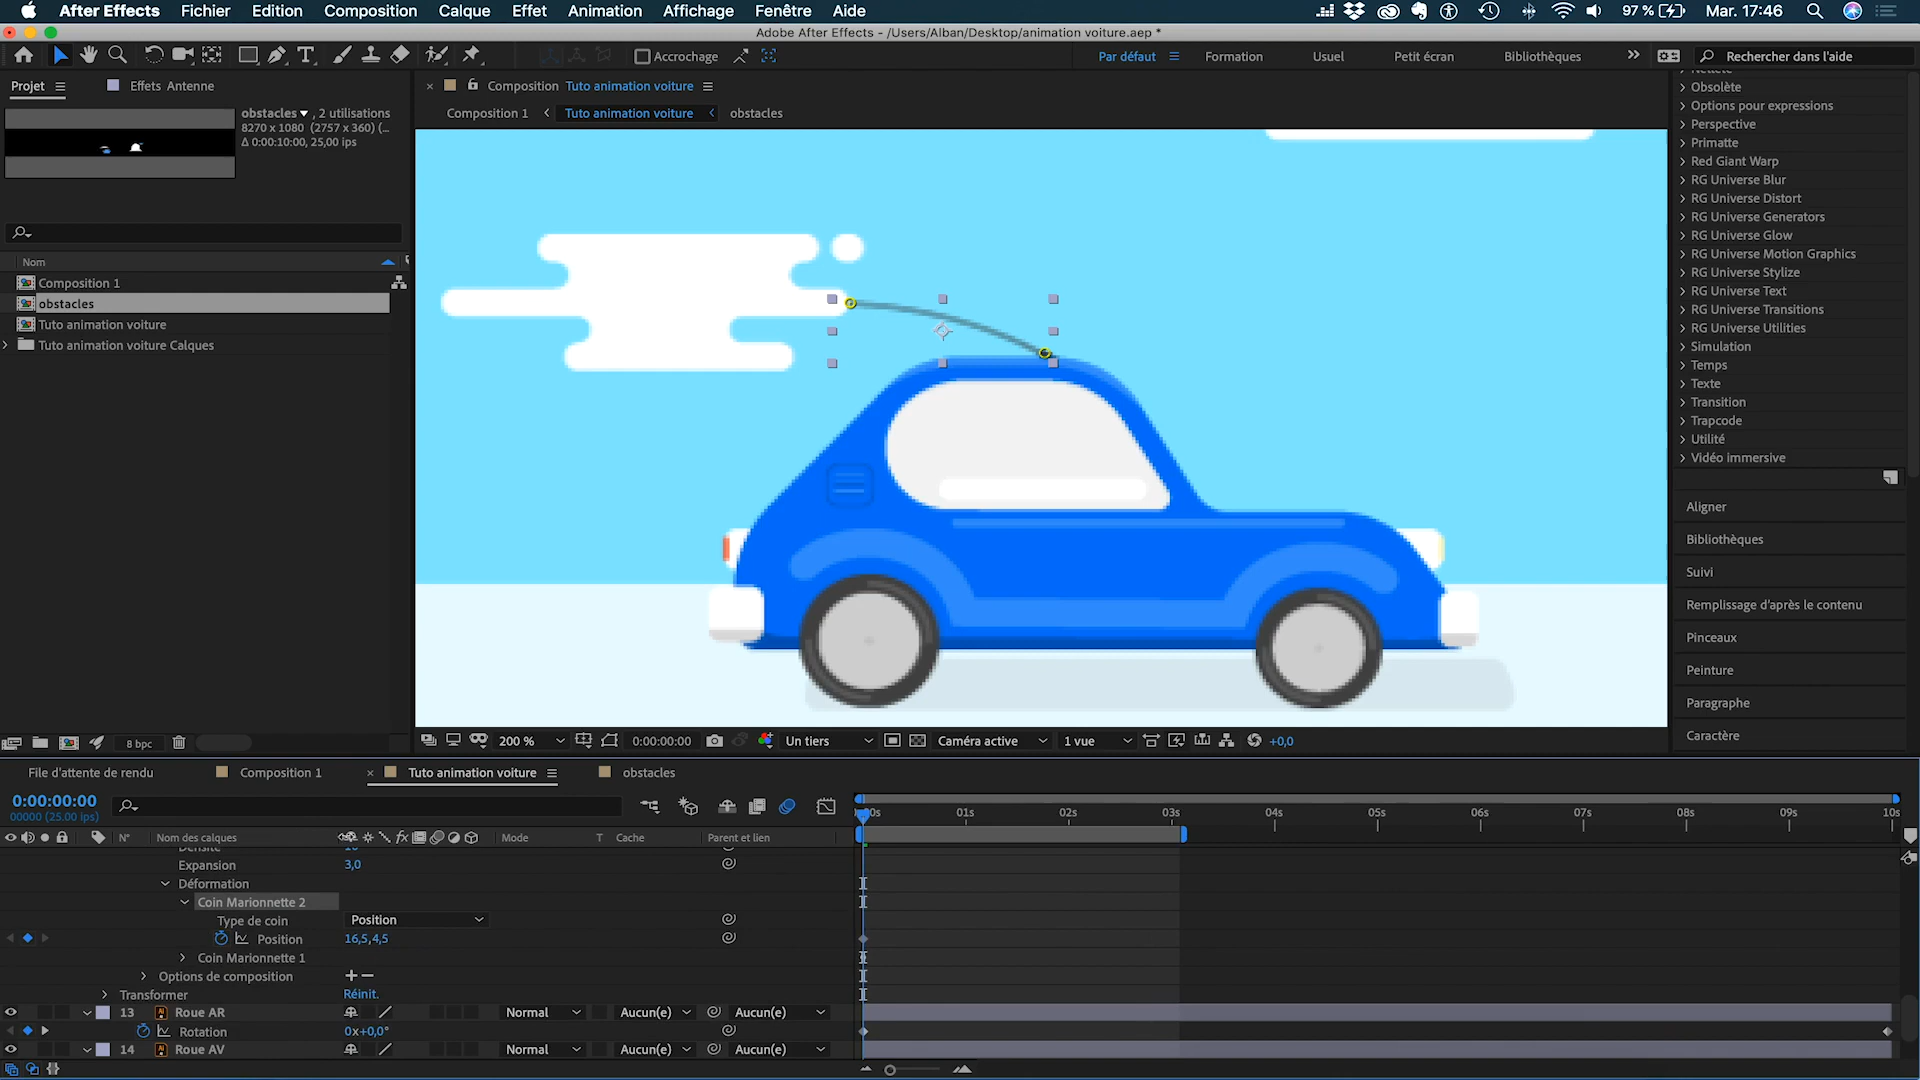 After Effects Fichier Edition Composition Calque Effet Animation Affichage Fenêtre Aide 97 % Mar. 17:46
Adobe After Effects - /Users/Alban/Desktop/animation voiture.aep *
Accrochage Par défaut Formation Usuel Petit écran Bibliothèques Rechercher dans l'aide
Projet Effets Antenne
Composition Tuto animation voiture
Composition 1 Tuto animation voiture obstacles
obstacles , 2 utilisations
8270 x 1080 (2757 x 360) (...
Δ 0:00:10:00, 25,00 ips
Nom
Composition 1
obstacles
Tuto animation voiture
Tuto animation voiture Calques
Netteté
Obsolète
Options pour expressions
Perspective
Primatte
Red Giant Warp
RG Universe Blur
RG Universe Distort
RG Universe Generators
RG Universe Glow
RG Universe Motion Graphics
RG Universe Stylize
RG Universe Text
RG Universe Transitions
RG Universe Utilities
Simulation
Temps
Texte
Transition
Trapcode
Utilité
Vidéo immersive
Aligner
Bibliothèques
Suivi
Remplissage d'après le contenu
Pinceaux
Peinture
Paragraphe
Caractère
8 bpc
200 % 0:00:00:00 Un tiers Caméra active 1 vue +0,0
File d'attente de rendu Composition 1 Tuto animation voiture obstacles
0:00:00:00
00000 (25.00 ips)
:00s 01s 02s 03s 04s 05s 06s 07s 08s 09s 10s
N° Nom des calques Mode T Cache Parent et lien
Densité
Expansion 3,0
Déformation
Coin Marionnette 2
Type de coin Position
Position 16,5,4,5
Coin Marionnette 1
Options de composition
Transformer Réinit.
13 Roue AR Normal Aucun(e) Aucun(e)
Rotation 0x+0,0°
14 Roue AV Normal Aucun(e) Aucun(e)